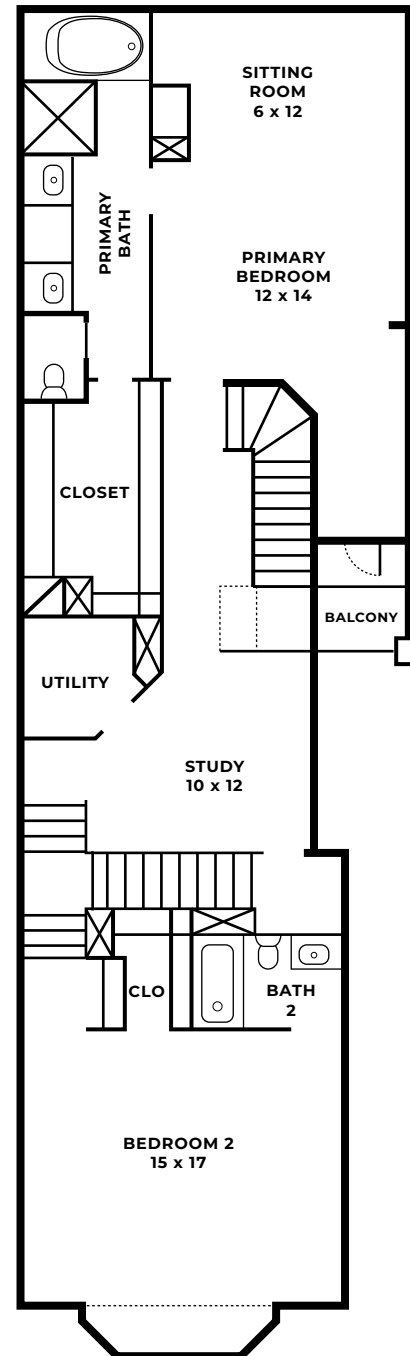 SITTING
ROOM
6 x 12
PRIMARY
BATH
PRIMARY
BEDROOM
12 x 14
CLOSET
BALCONY
UTILITY
STUDY
10 x 12
CLO
BATH
2
BEDROOM 2
15 x 17